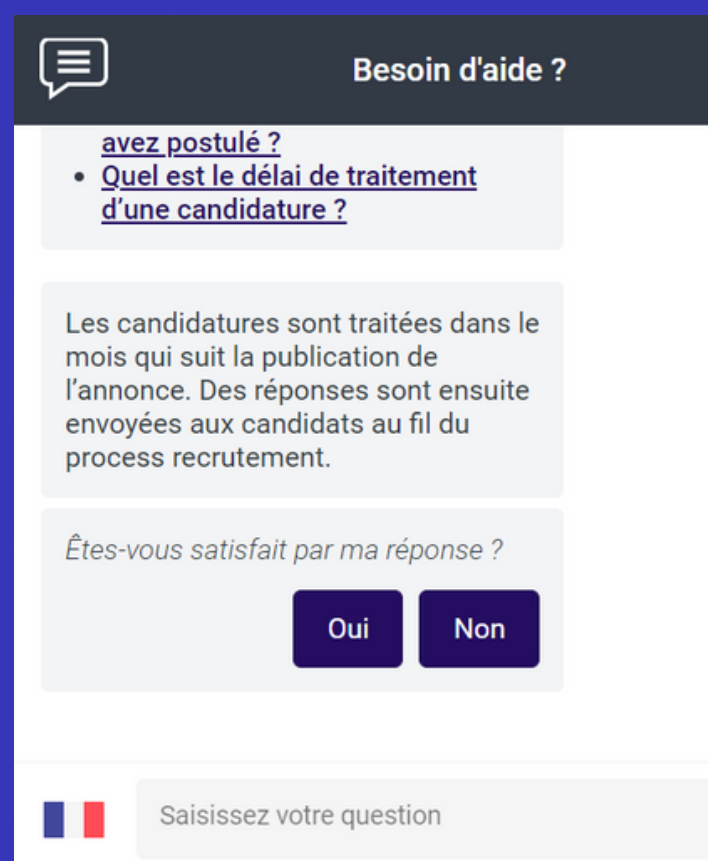 Besoin d'aide ?
avez postulé ?
• Quel est le délai de traitement
d’une candidature ?
Les candidatures sont traitées dans le
mois qui suit la publication de
l’annonce. Des réponses sont ensuite
envoyées aux candidats au fil du
process recrutement.
Êtes-vous satisfait par ma réponse ?
Oui Non
Saisissez votre question